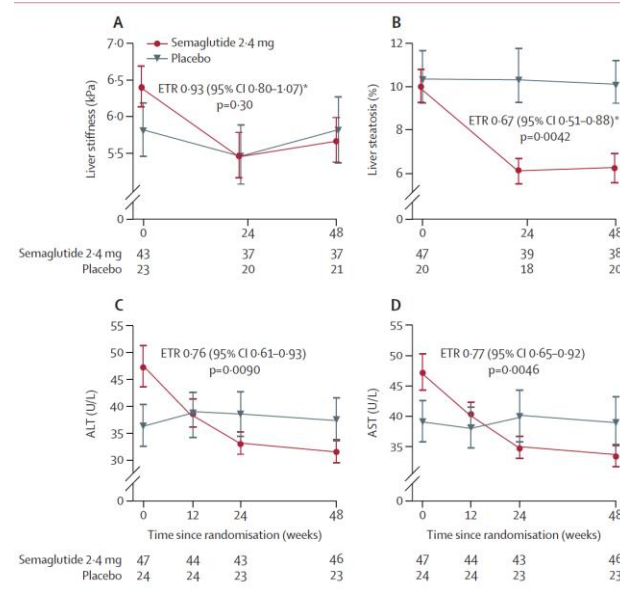 A
Semaglutide 2·4 mg
Placebo
ETR 0·93 (95% CI 0·80–1·07)*
p=0·30
Liver stiffness (kPa)
7·0
6·5
6·0
5·5
0
0
24
48
Semaglutide 2·4 mg 43 37 37
Placebo 23 20 21
B
ETR 0·67 (95% CI 0·51–0·88)*
p=0·0042
Liver steatosis (%)
12
10
8
6
0
0
24
48
47 39 38
20 18 20
C
ETR 0·76 (95% CI 0·61–0·93)
p=0·0090
ALT (U/L)
55
50
45
40
35
30
0
0
12
24
48
Time since randomisation (weeks)
Semaglutide 2·4 mg 47 44 43 46
Placebo 24 24 23 23
D
ETR 0·77 (95% CI 0·65–0·92)
p=0·0046
AST (U/L)
55
50
45
40
35
0
0
12
24
48
Time since randomisation (weeks)
47 44 43 46
24 24 23 23